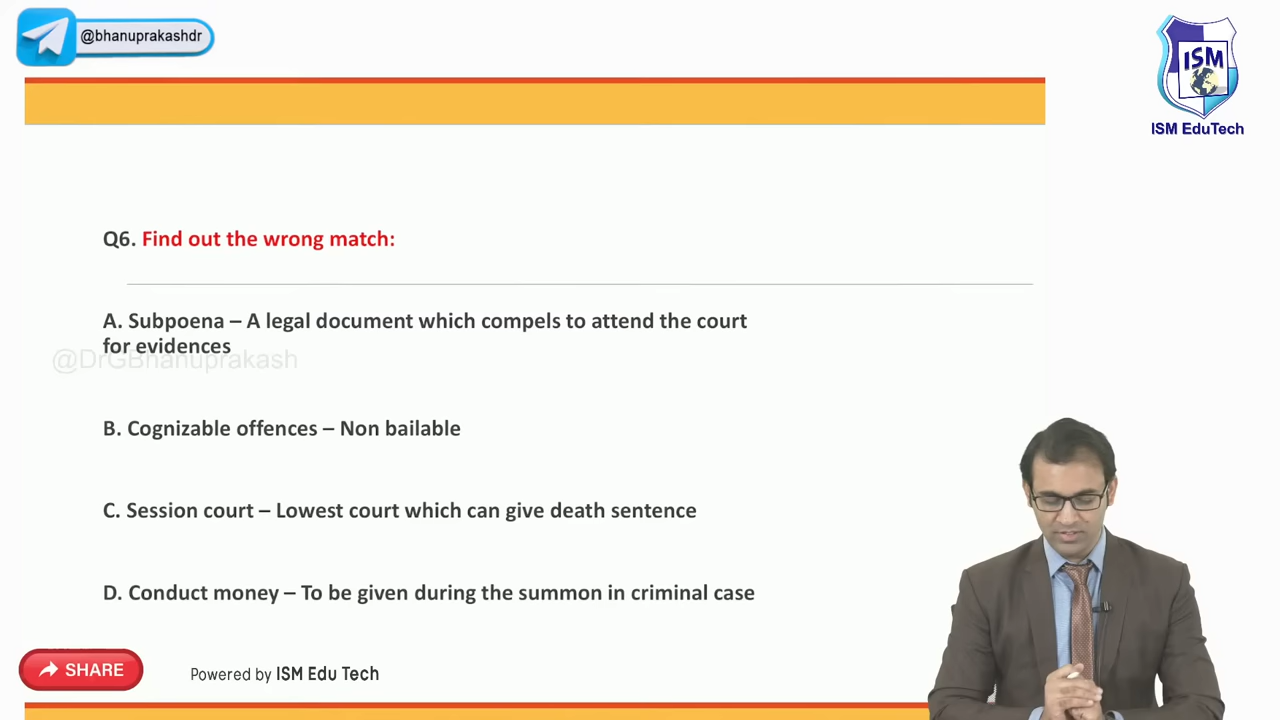 @bhanuprakashdr
ISM
ISM EduTech
Q6. Find out the wrong match:
A. Subpoena – A legal document which compels to attend the court
for evidences
@DrGBhanuprakash
B. Cognizable offences – Non bailable
C. Session court – Lowest court which can give death sentence
D. Conduct money – To be given during the summon in criminal case
SHARE
Powered by ISM Edu Tech